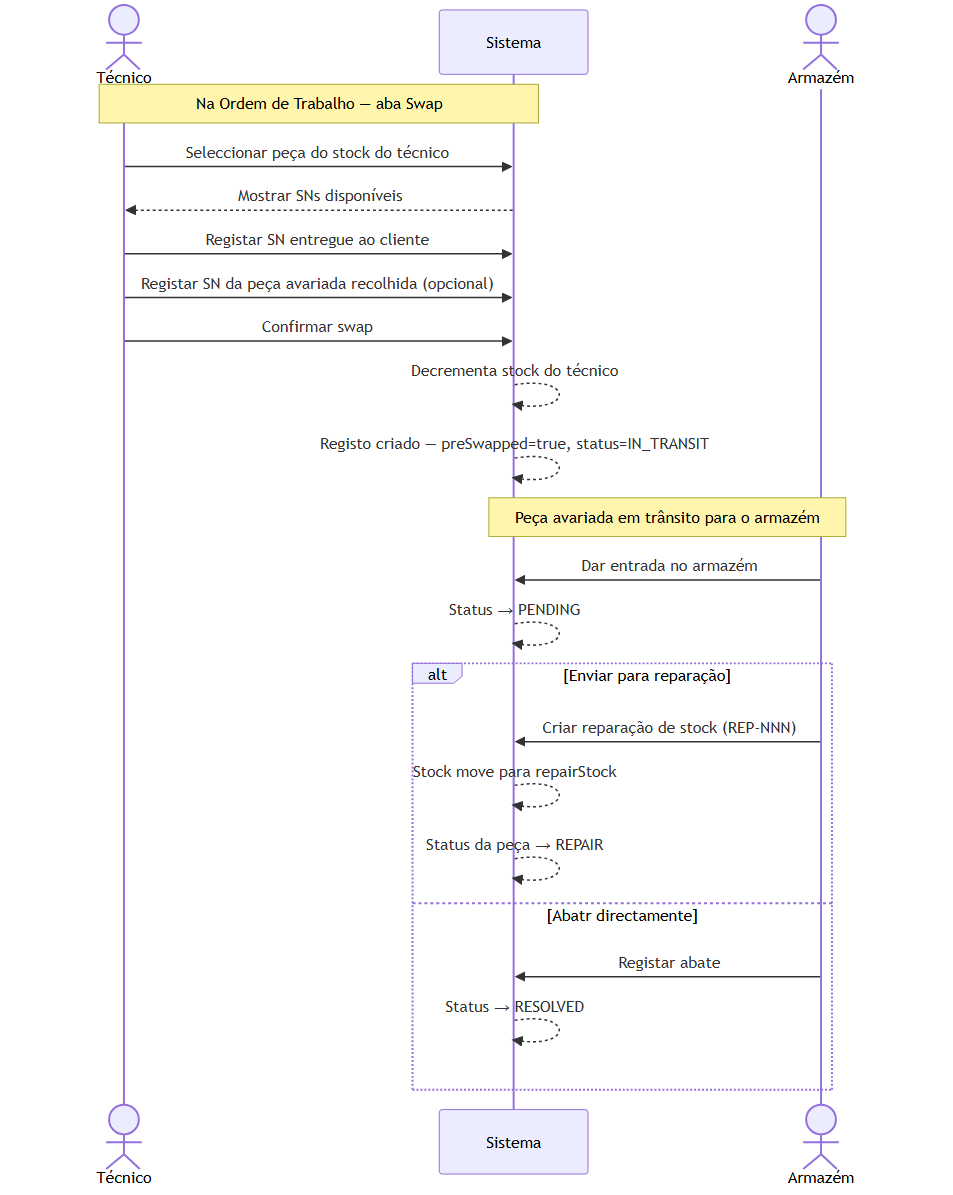 Técnico
Sistema
Armazém
Na Ordem de Trabalho — aba Swap
Seleccionar peça do stock do técnico
Mostrar SNs disponíveis
Registar SN entregue ao cliente
Registar SN da peça avariada recolhida (opcional)
Confirmar swap
Decrementa stock do técnico
Registo criado — preSwapped=true, status=IN_TRANSIT
Peça avariada em trânsito para o armazém
Dar entrada no armazém
Status → PENDING
alt
[Enviar para reparação]
Criar reparação de stock (REP-NNN)
Stock move para repairStock
Status da peça → REPAIR
[Abatr directamente]
Registar abate
Status → RESOLVED
Técnico
Sistema
Armazém